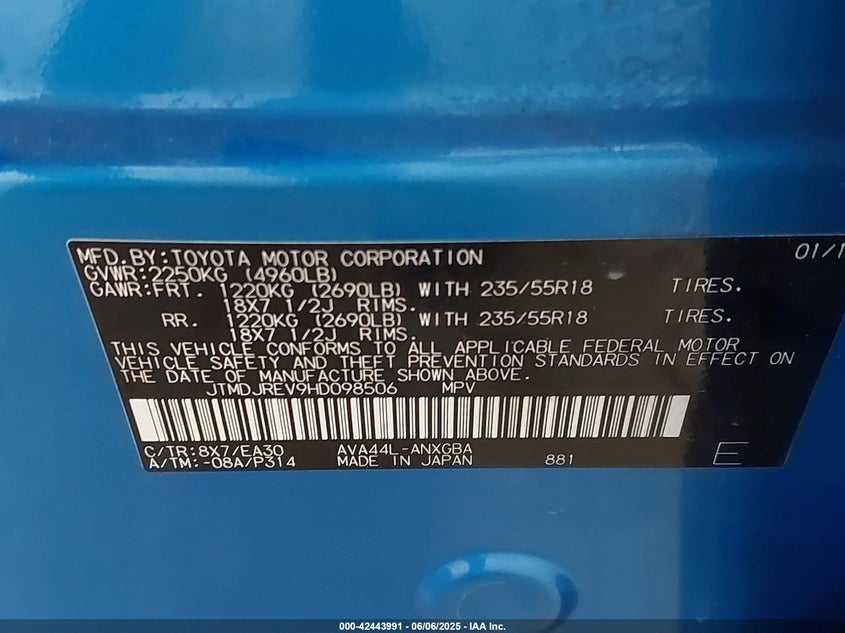 MFD.BY:TOYOTA MOTOR CORPORATION 01/1
GVWR:2250KG (4960LB)
GAWR:FRT. 1220KG (2690LB) WITH 235/55R18 TIRES.
18X7 1/2J RIMS.
RR. 1220KG (2690LB) WITH 235/55R18 TIRES.
18X7 1/2J RIMS.
THIS VEHICLE CONFORMS TO ALL APPLICABLE FEDERAL MOTOR
VEHICLE SAFETY AND THEFT PREVENTION STANDARDS IN EFFECT ON
THE DATE OF MANUFACTURE SHOWN ABOVE.
JTMDJREV9HD098506 MPV
C/TR:8X7/EA30 AVA44L-ANXGBA
A/TM:-08A/P314 MADE IN JAPAN 881 E
000-42443991 - 06/06/2025 - IAA Inc.